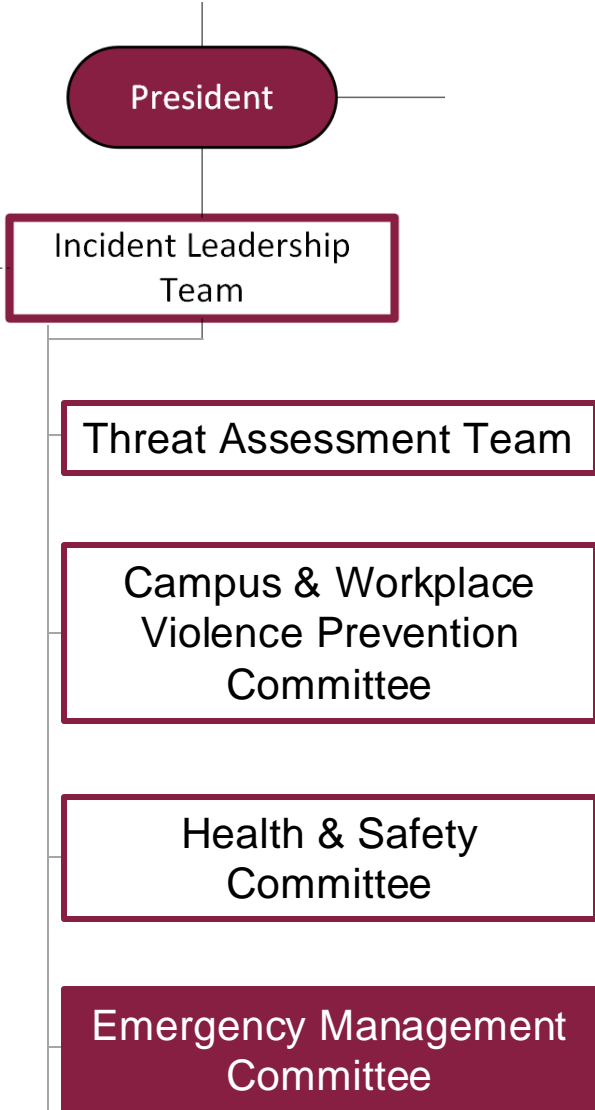 President
Incident Leadership
Team
Threat Assessment Team
Campus & Workplace
Violence Prevention
Committee
Health & Safety
Committee
Emergency Management
Committee